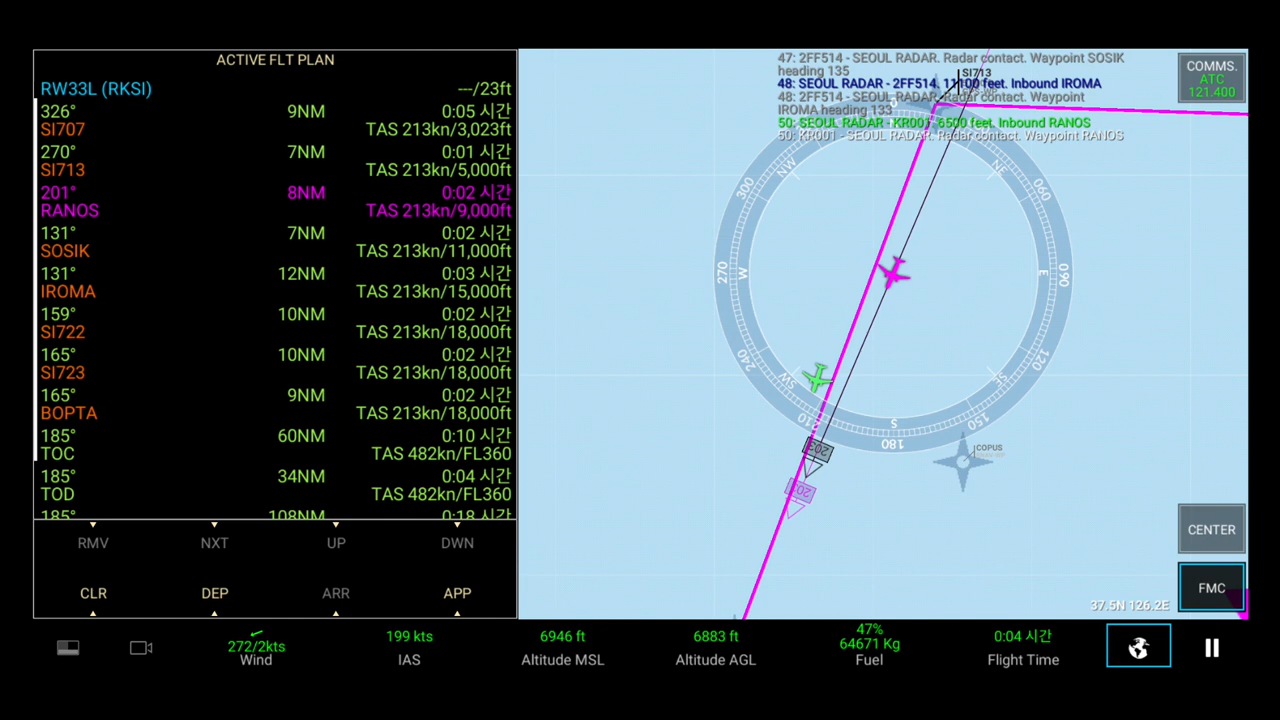 ACTIVE FLT PLAN
RW33L (RKSI) ---/23ft
326° 9NM 0:05 시간
SI707 TAS 213kn/3,023ft
270° 7NM 0:01 시간
SI713 TAS 213kn/5,000ft
201° 8NM 0:02 시간
RANOS TAS 213kn/9,000ft
131° 7NM 0:02 시간
SOSIK TAS 213kn/11,000ft
131° 12NM 0:03 시간
IROMA TAS 213kn/15,000ft
159° 10NM 0:02 시간
SI722 TAS 213kn/18,000ft
165° 10NM 0:02 시간
SI723 TAS 213kn/18,000ft
165° 9NM 0:02 시간
BOPTA TAS 213kn/18,000ft
185° 60NM 0:10 시간
TOC TAS 482kn/FL360
185° 34NM 0:04 시간
TOD TAS 482kn/FL360
185° 108NM 0:18 시간
RMV NXT UP DWN
CLR DEP ARR APP
47: 2FF514 - SEOUL RADAR. Radar contact. Waypoint SOSIK
heading 135
SI713
48: SEOUL RADAR - 2FF514. 11100 feet. Inbound IROMA
48: 2FF514 - SEOUL RADAR. Radar contact. Waypoint
IROMA heading 133
50: SEOUL RADAR - KR001. 6500 feet. Inbound RANOS
50: KR001 - SEOUL RADAR. Radar contact. Waypoint RANOS
COMMS.
ATC
121.400
NW
NE
300
060
270
W
E
090
240
SW
SE
120
210
S
180
150
203
202
COPUS
CENTER
FMC
37.5N 126.2E
272/2kts
Wind
199 kts
IAS
6946 ft
Altitude MSL
6883 ft
Altitude AGL
47%
64671 Kg
Fuel
0:04 시간
Flight Time